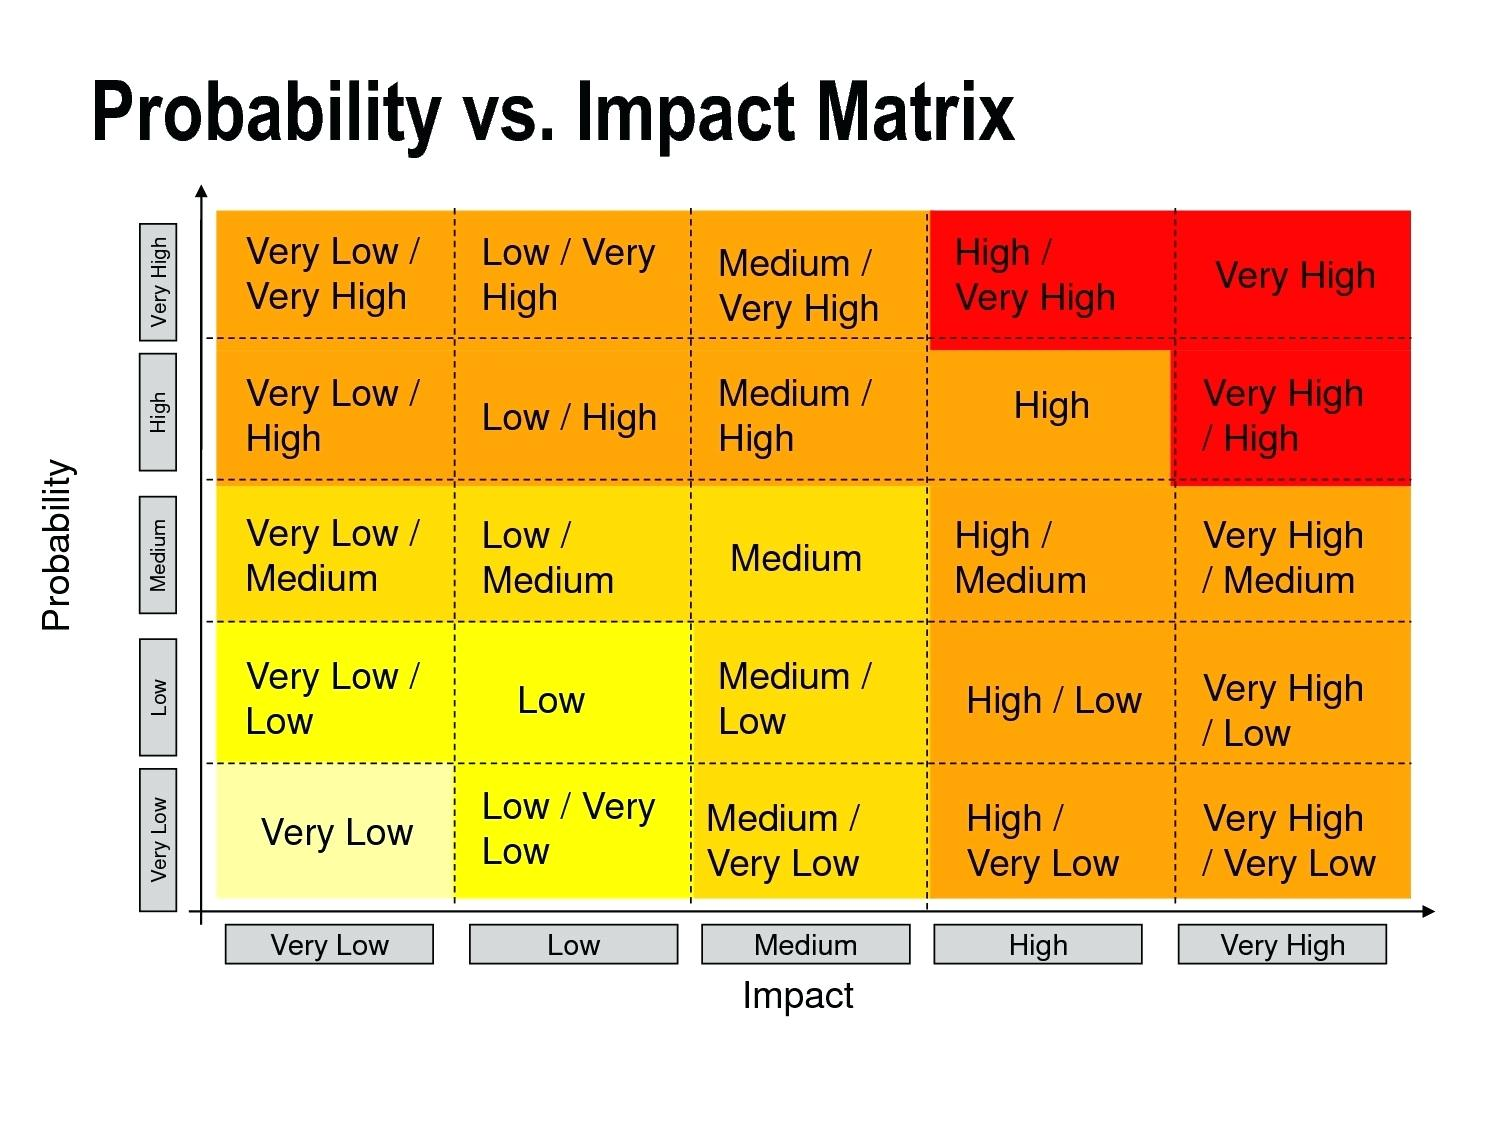 Probability vs. Impact Matrix
Probability
Very High
Very Low /
Very High
Low / Very
High
Medium /
Very High
High /
Very High
Very High
High
Very Low /
High
Low / High
Medium /
High
High
Very High
/ High
Medium
Very Low /
Medium
Low /
Medium
Medium
High /
Medium
Very High
/ Medium
Low
Very Low /
Low
Low
Medium /
Low
High / Low
Very High
/ Low
Very Low
Very Low
Low / Very
Low
Medium /
Very Low
High /
Very Low
Very High
/ Very Low
Very Low
Low
Medium
High
Very High
Impact